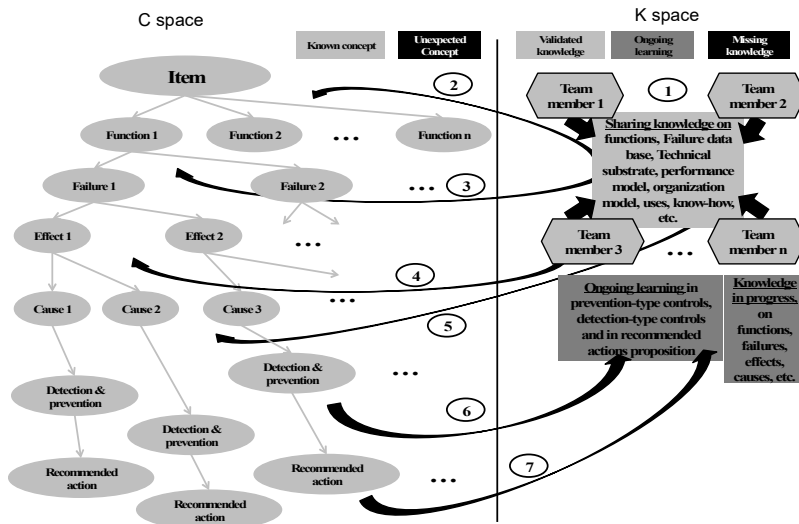 C space
K space
Known concept
Unexpected
Concept
Validated
knowledge
Ongoing
learning
Missing
knowledge
Item
2
Team
member 1
1
Team
member 2
Function 1
Function 2
...
Function n
Sharing knowledge on
functions, Failure data
base, Technical
substrate, performance
model, organization
model, uses, know-how,
etc.
Failure 1
Failure 2
...
3
Effect 1
Effect 2
...
Team
member 3
...
Team
member n
4
Cause 1
Cause 2
Cause 3
...
5
Ongoing learning in
prevention-type controls,
detection-type controls
and in recommended
actions proposition
Knowledge
in progress,
on
functions,
failures,
effects,
causes, etc.
Detection &
prevention
Detection &
prevention
...
6
Detection &
prevention
Recommended
action
Recommended
action
...
7
Recommended
action